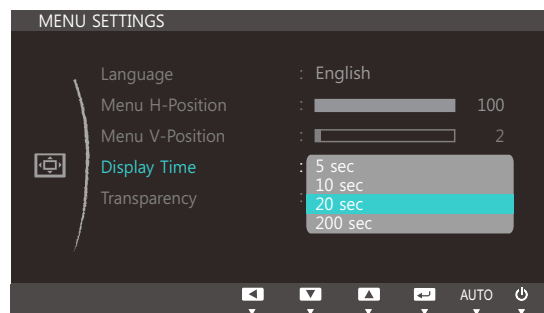 MENU SETTINGS
Language : English
Menu H-Position : 100
Menu V-Position : 2
Display Time : 5 sec
10 sec
Transparency : 20 sec
200 sec
AUTO